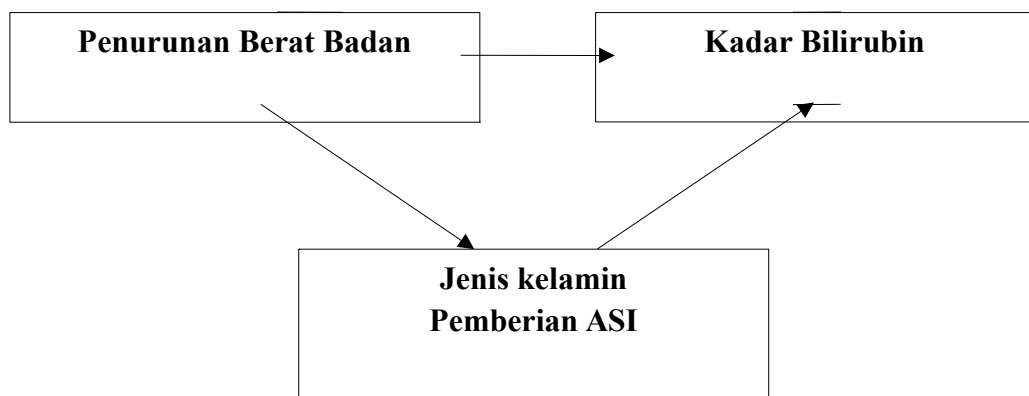 Penurunan Berat Badan
Kadar Bilirubin
Jenis kelamin
Pemberian ASI